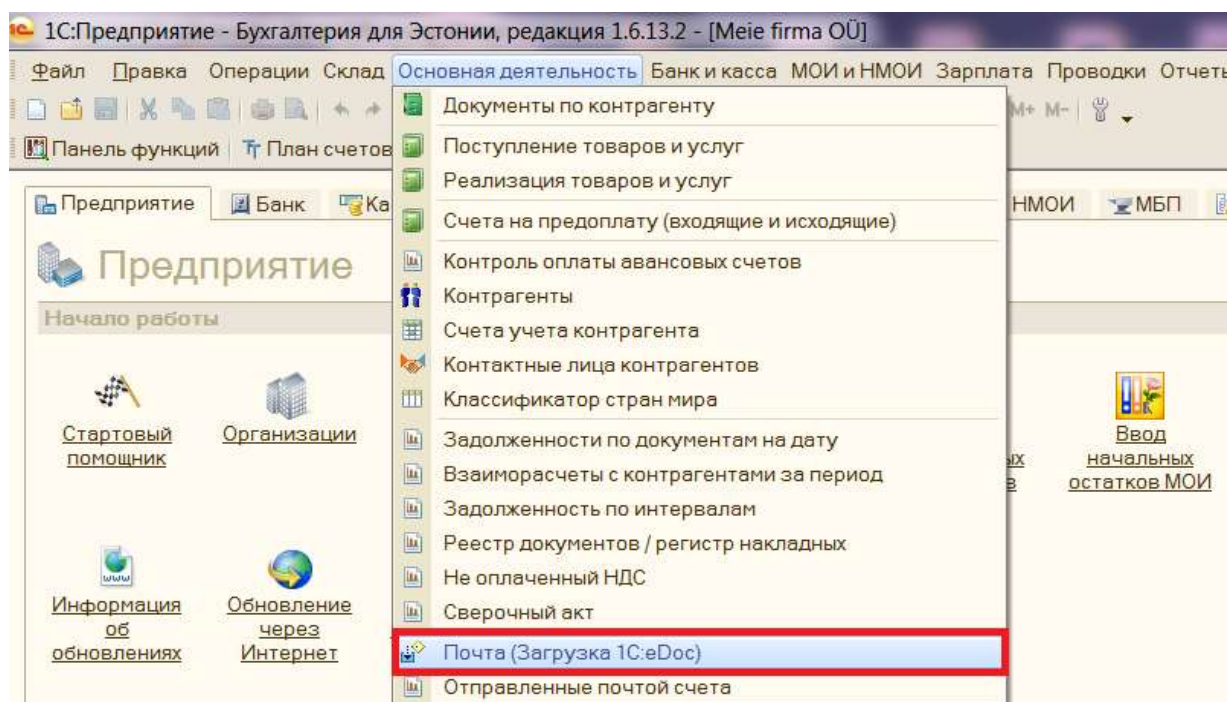 1С:Предприятие - Бухгалтерия для Эстонии, редакция 1.6.13.2 - [Meie firma OÜ]
Файл Правка Операции Склад Основная деятельность Банк и касса МОИ и НМОИ Зарплата Проводки Отчеты
M+ M-
Панель функций План счетов
Предприятие Банк Ка НМОИ МБП
Предприятие
Начало работы
Документы по контрагенту
Поступление товаров и услуг
Реализация товаров и услуг
Счета на предоплату (входящие и исходящие)
Контроль оплаты авансовых счетов
Контрагенты
Счета учета контрагента
Контактные лица контрагентов
Классификатор стран мира
Задолженности по документам на дату
Взаиморасчеты с контрагентами за период
Задолженность по интервалам
Реестр документов / регистр накладных
Не оплаченный НДС
Сверочный акт
Почта (Загрузка 1С:eDoc)
Отправленные почтой счета
Стартовый
помощник
Организации
Ввод
начальных
остатков МОИ
Информация
об
обновлениях
Обновление
через
Интернет